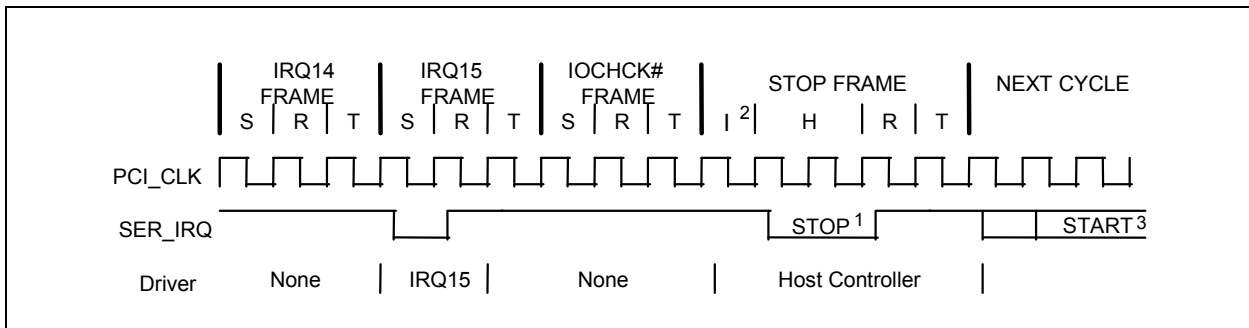 IRQ14 IRQ15 IOCHCK#
FRAME FRAME FRAME STOP FRAME NEXT CYCLE
S R T S R T S R T I 2 H R T
PCI_CLK
SER_IRQ STOP 1 START 3
Driver None IRQ15 None Host Controller